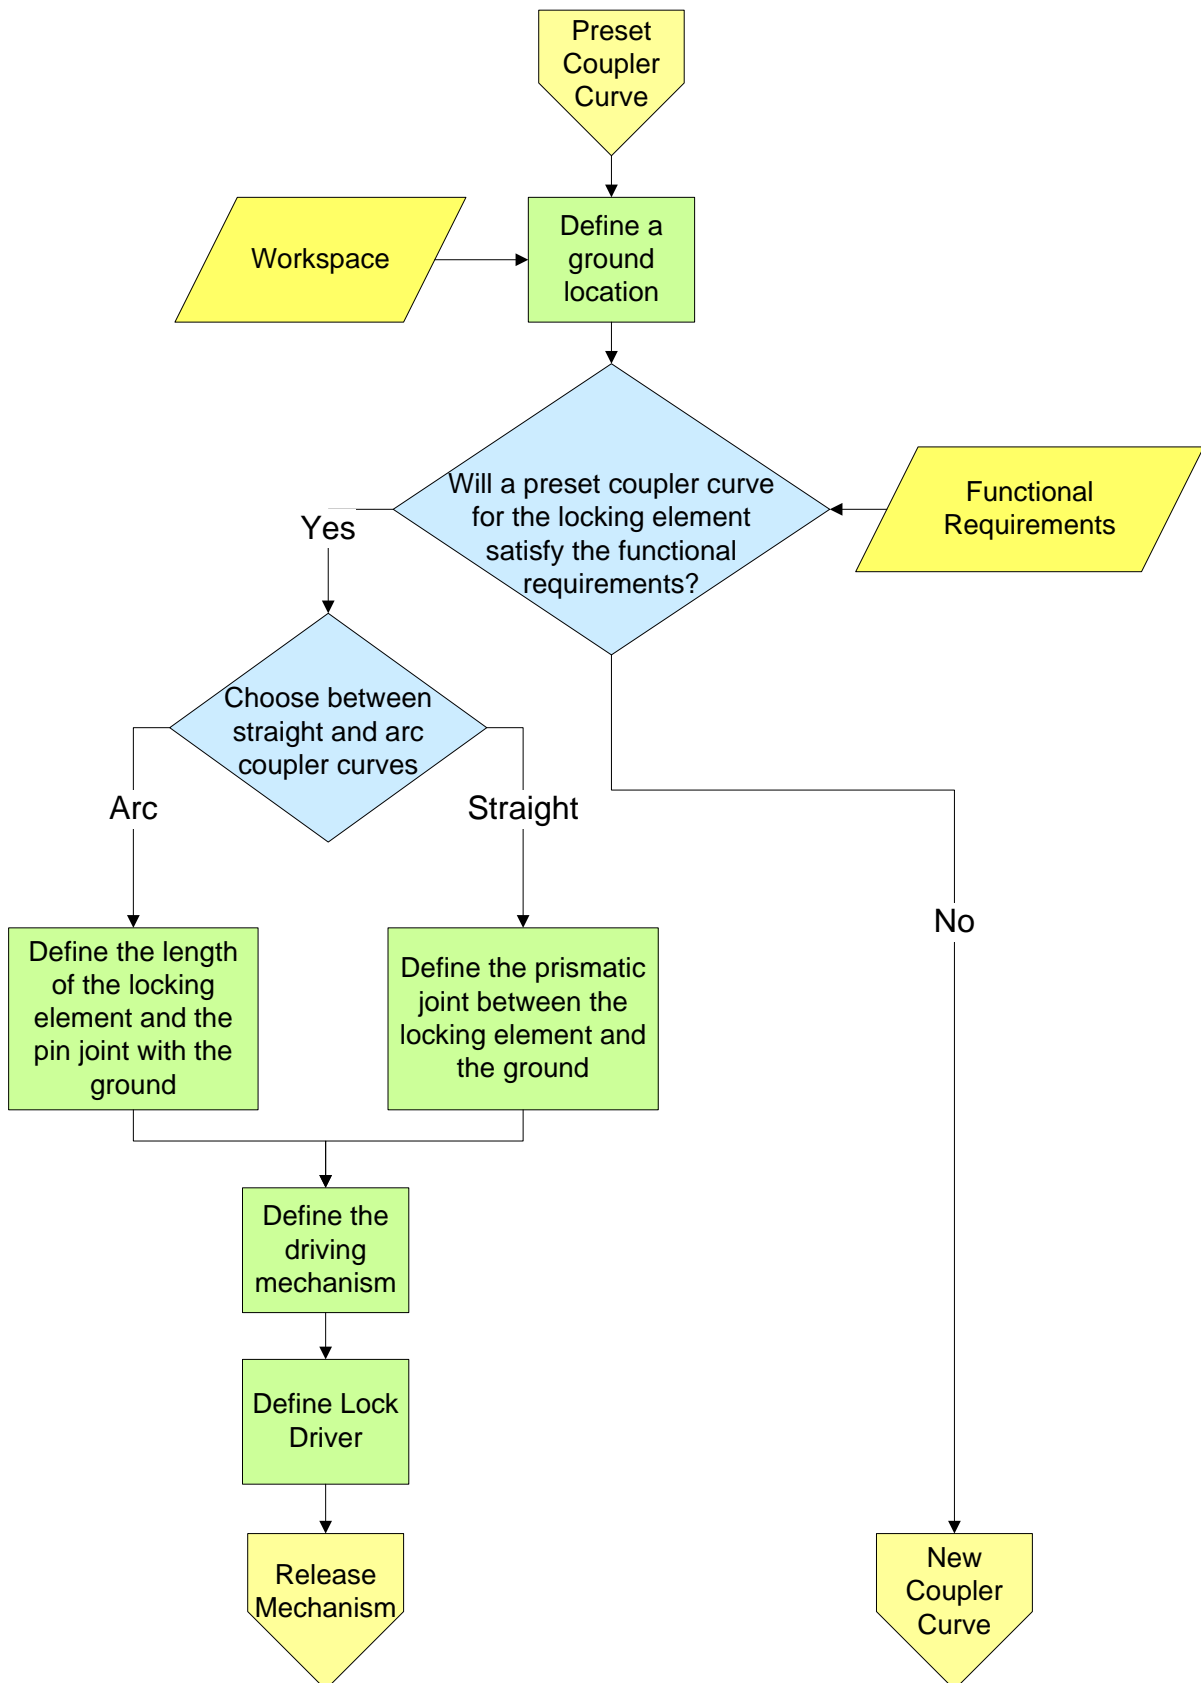 Preset
Coupler
Curve
Workspace
Define a
ground
location
Will a preset coupler curve
for the locking element
satisfy the functional
requirements?
Functional
Requirements
Yes
Choose between
straight and arc
coupler curves
Arc
Straight
No
Define the length
of the locking
element and the
pin joint with the
ground
Define the prismatic
joint between the
locking element and
the ground
Define the
driving
mechanism
Define Lock
Driver
Release
Mechanism
New
Coupler
Curve